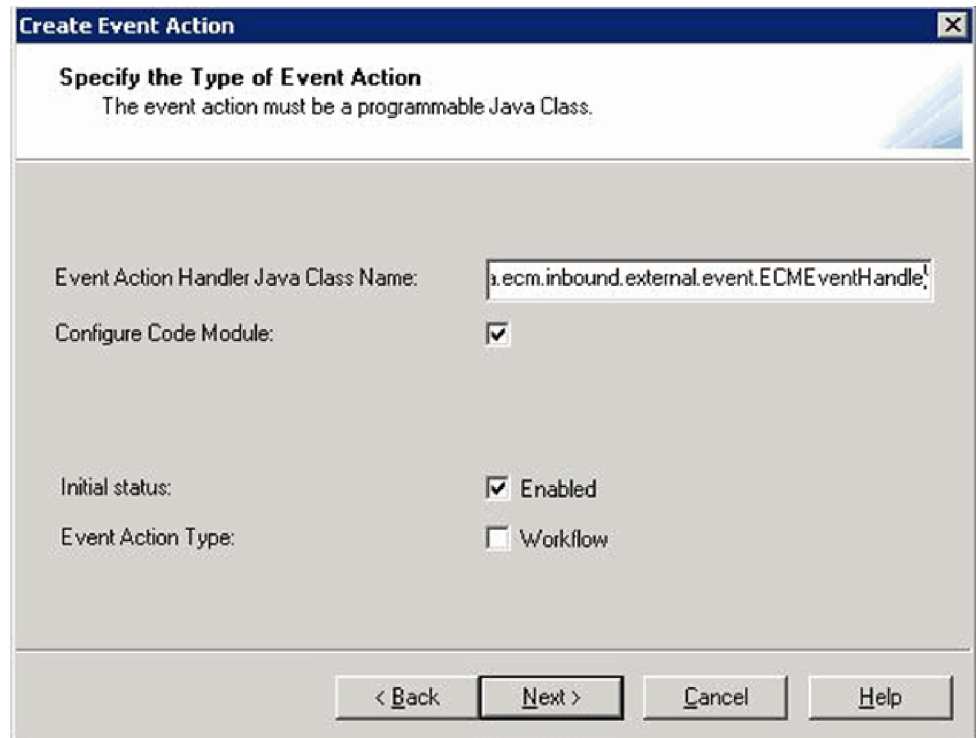 Create Event Action
Specify the Type of Event Action
The event action must be a programmable Java Class.
Event Action Handler Java Class Name:
.ecm.inbound.external.event.ECMEventHandle
Configure Code Module:
Initial status:
Enabled
Event Action Type:
Workflow
< Back
Next >
Cancel
Help